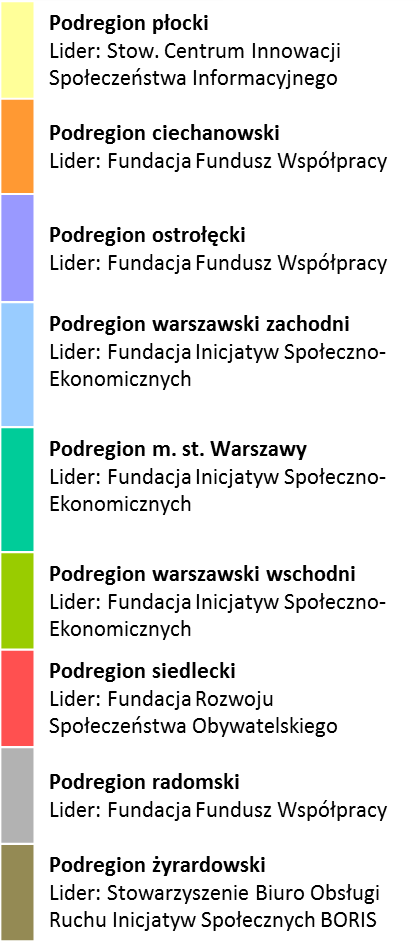 Podregion płocki
Lider: Stow. Centrum Innowacji
Społeczeństwa Informacyjnego
Podregion ciechanowski
Lider: Fundacja Fundusz Współpracy
Podregion ostrołęcki
Lider: Fundacja Fundusz Współpracy
Podregion warszawski zachodni
Lider: Fundacja Inicjatyw Społeczno-
Ekonomicznych
Podregion m. st. Warszawy
Lider: Fundacja Inicjatyw Społeczno-
Ekonomicznych
Podregion warszawski wschodni
Lider: Fundacja Inicjatyw Społeczno-
Ekonomicznych
Podregion siedlecki
Lider: Fundacja Rozwoju
Społeczeństwa Obywatelskiego
Podregion radomski
Lider: Fundacja Fundusz Współpracy
Podregion żyrardowski
Lider: Stowarzyszenie Biuro Obsługi
Ruchu Inicjatyw Społecznych BORIS